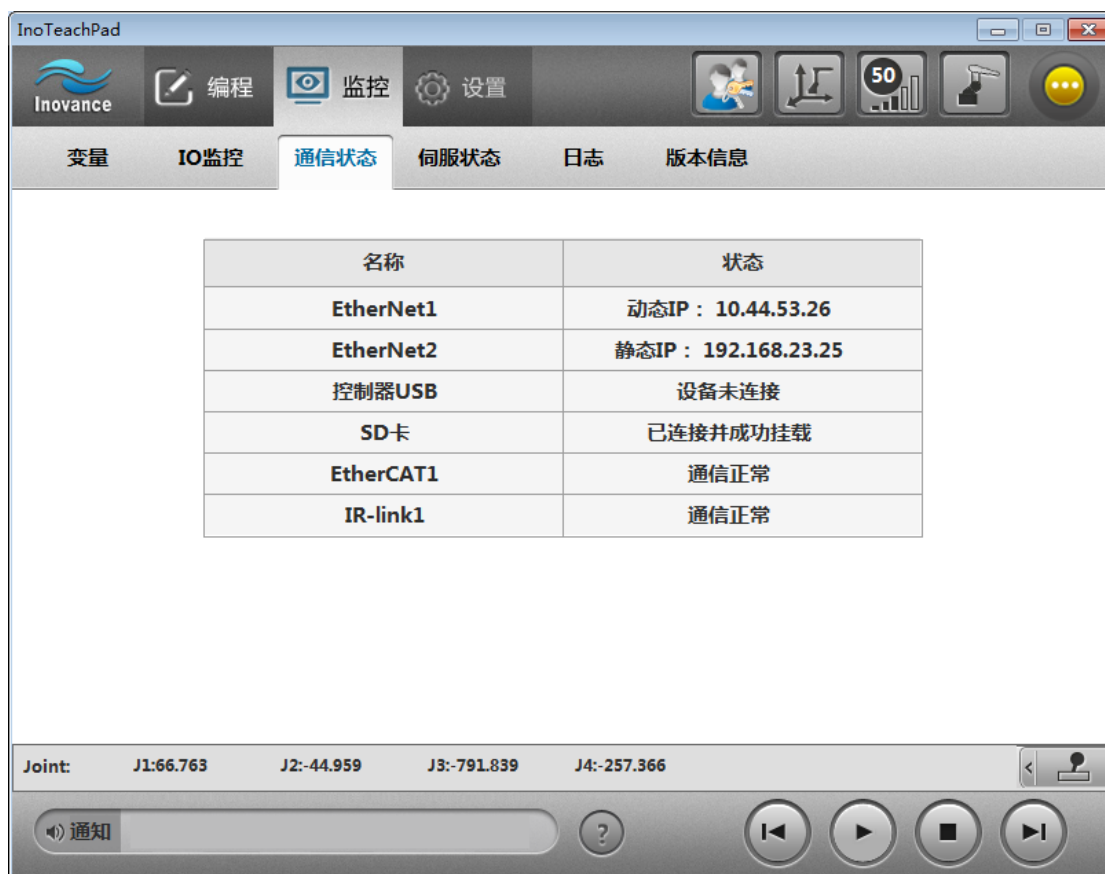 InoTeachPad
Inovance 编程 监控 设置 50
变量 IO监控 通信状态 伺服状态 日志 版本信息
名称 状态
EtherNet1 动态IP： 10.44.53.26
EtherNet2 静态IP： 192.168.23.25
控制器USB 设备未连接
SD卡 已连接并成功挂载
EtherCAT1 通信正常
IR-link1 通信正常
Joint: J1:66.763 J2:-44.959 J3:-791.839 J4:-257.366 <
通知 ?